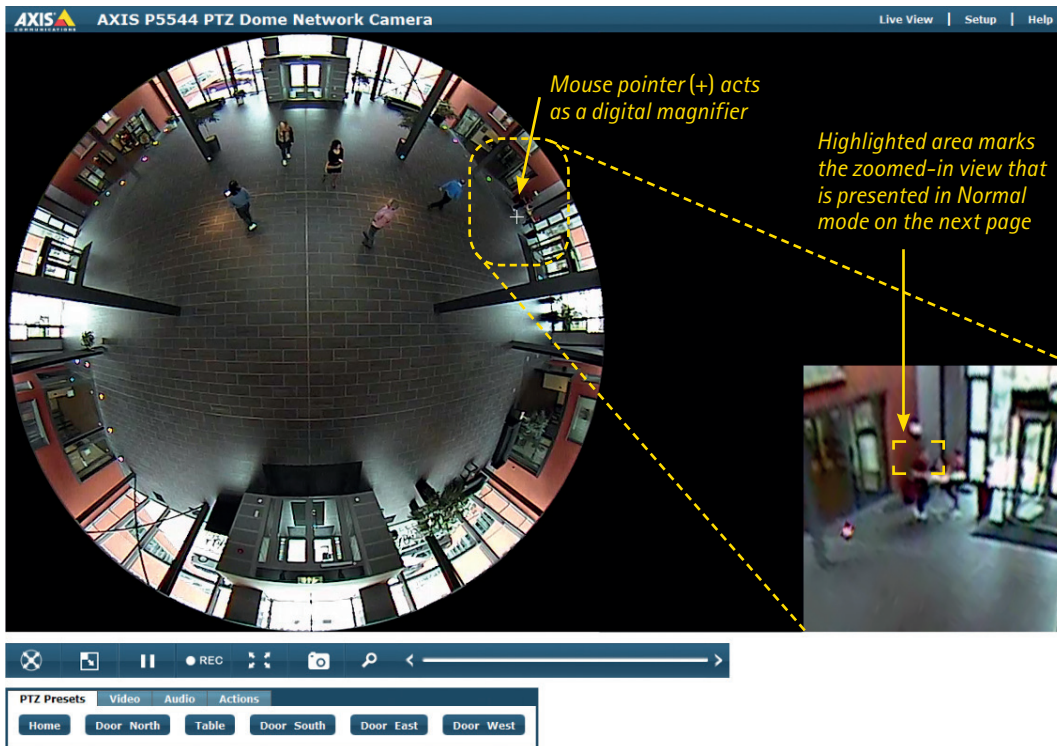 AXIS
COMMUNICATIONS
AXIS P5544 PTZ Dome Network Camera
Live View | Setup | Help
Mouse pointer (+) acts
as a digital magnifier
Highlighted area marks
the zoomed-in view that
is presented in Normal
mode on the next page
REC
PTZ Presets Video Audio Actions
Home Door North Table Door South Door East Door West